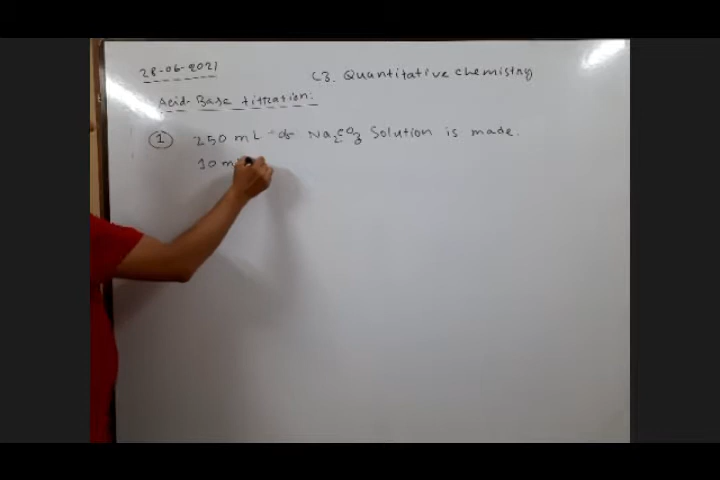 28-06-2021
C3. Quantitative chemistry
Acid-Base titration:
① 250 mL of Na₂CO₃ Solution is made.
10 m